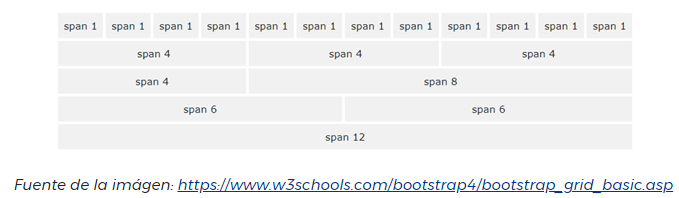 span 1 span 1 span 1 span 1 span 1 span 1 span 1 span 1 span 1 span 1 span 1 span 1
span 4 span 4 span 4
span 4 span 8
span 6 span 6
span 12
Fuente de la imágen: https://www.w3schools.com/bootstrap4/bootstrap_grid_basic.asp